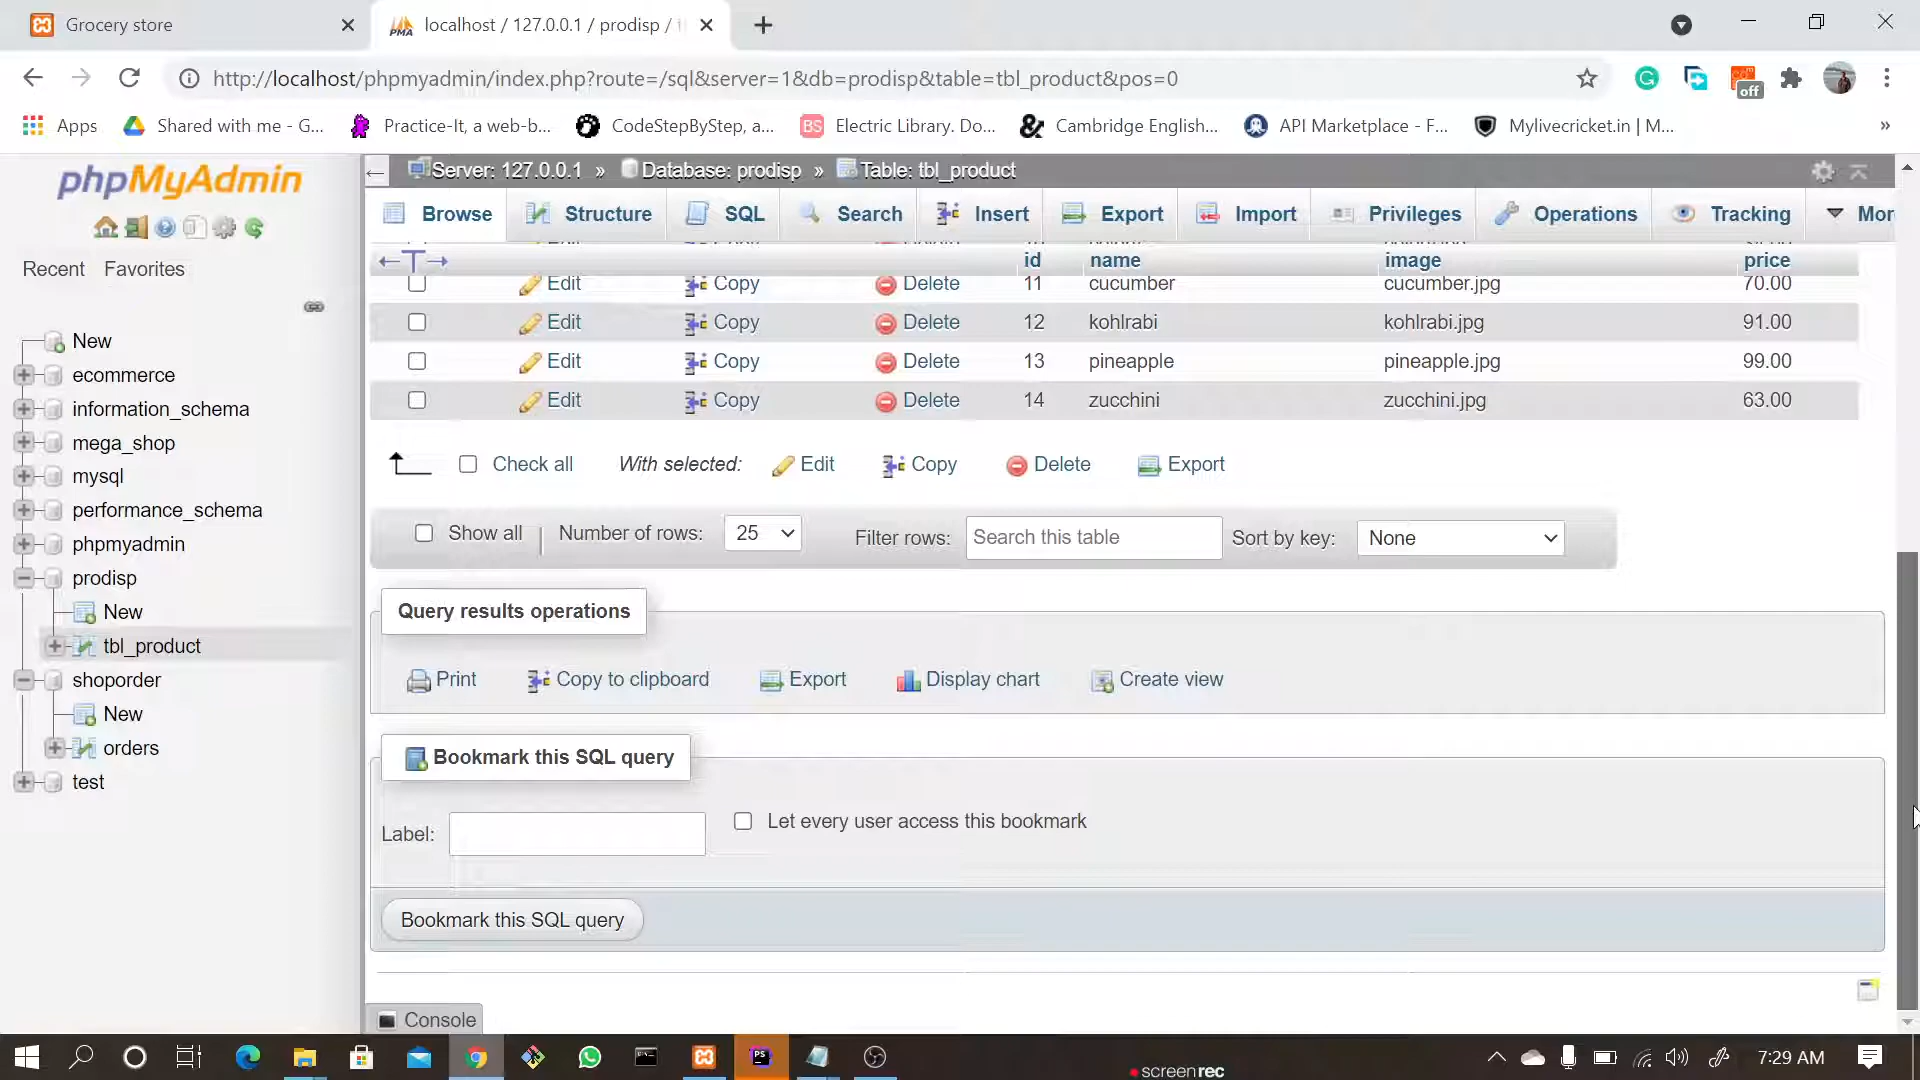 Grocery store
localhost / 127.0.0.1 / prodisp /
http://localhost/phpmyadmin/index.php?route=/sql&server=1&db=prodisp&table=tbl_product&pos=0
off
Apps
Shared with me - G...
Practice-It, a web-b...
CodeStepByStep, a...
BS
Electric Library. Do...
Cambridge English...
API Marketplace - F...
Mylivecricket.in | M...
»
phpMyAdmin
Recent Favorites
New
ecommerce
information_schema
mega_shop
mysql
performance_schema
phpmyadmin
prodisp
New
tbl_product
shoporder
New
orders
test
Server: 127.0.0.1 » Database: prodisp » Table: tbl_product
Browse Structure SQL Search Insert Export Import Privileges Operations Tracking Mor
id name image price
Edit Copy Delete 11 cucumber cucumber.jpg 70.00
Edit Copy Delete 12 kohlrabi kohlrabi.jpg 91.00
Edit Copy Delete 13 pineapple pineapple.jpg 99.00
Edit Copy Delete 14 zucchini zucchini.jpg 63.00
Check all With selected: Edit Copy Delete Export
Show all Number of rows: 25 Filter rows: Search this table Sort by key: None
Query results operations
Print Copy to clipboard Export Display chart Create view
Bookmark this SQL query
Label: Let every user access this bookmark
Bookmark this SQL query
Console
PS
7:29 AM
screenrec